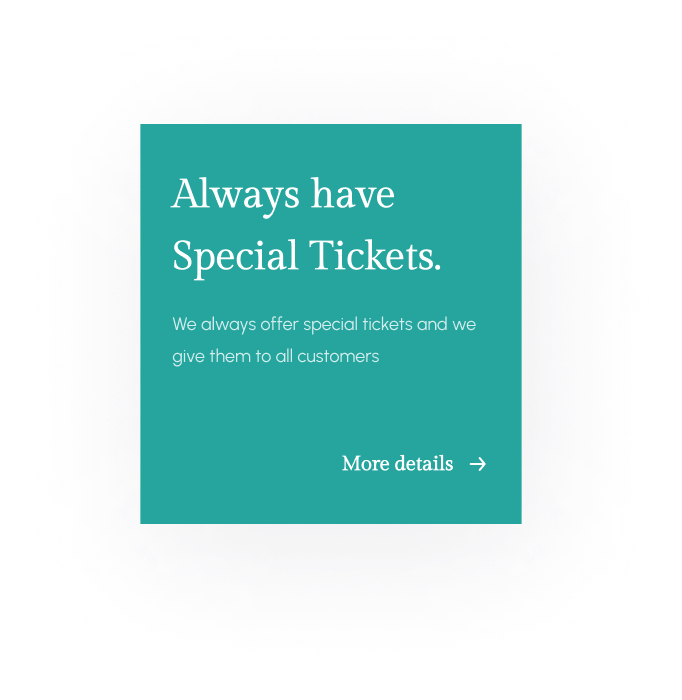 Always have
Special Tickets.
We always offer special tickets and we
give them to all customers
More details